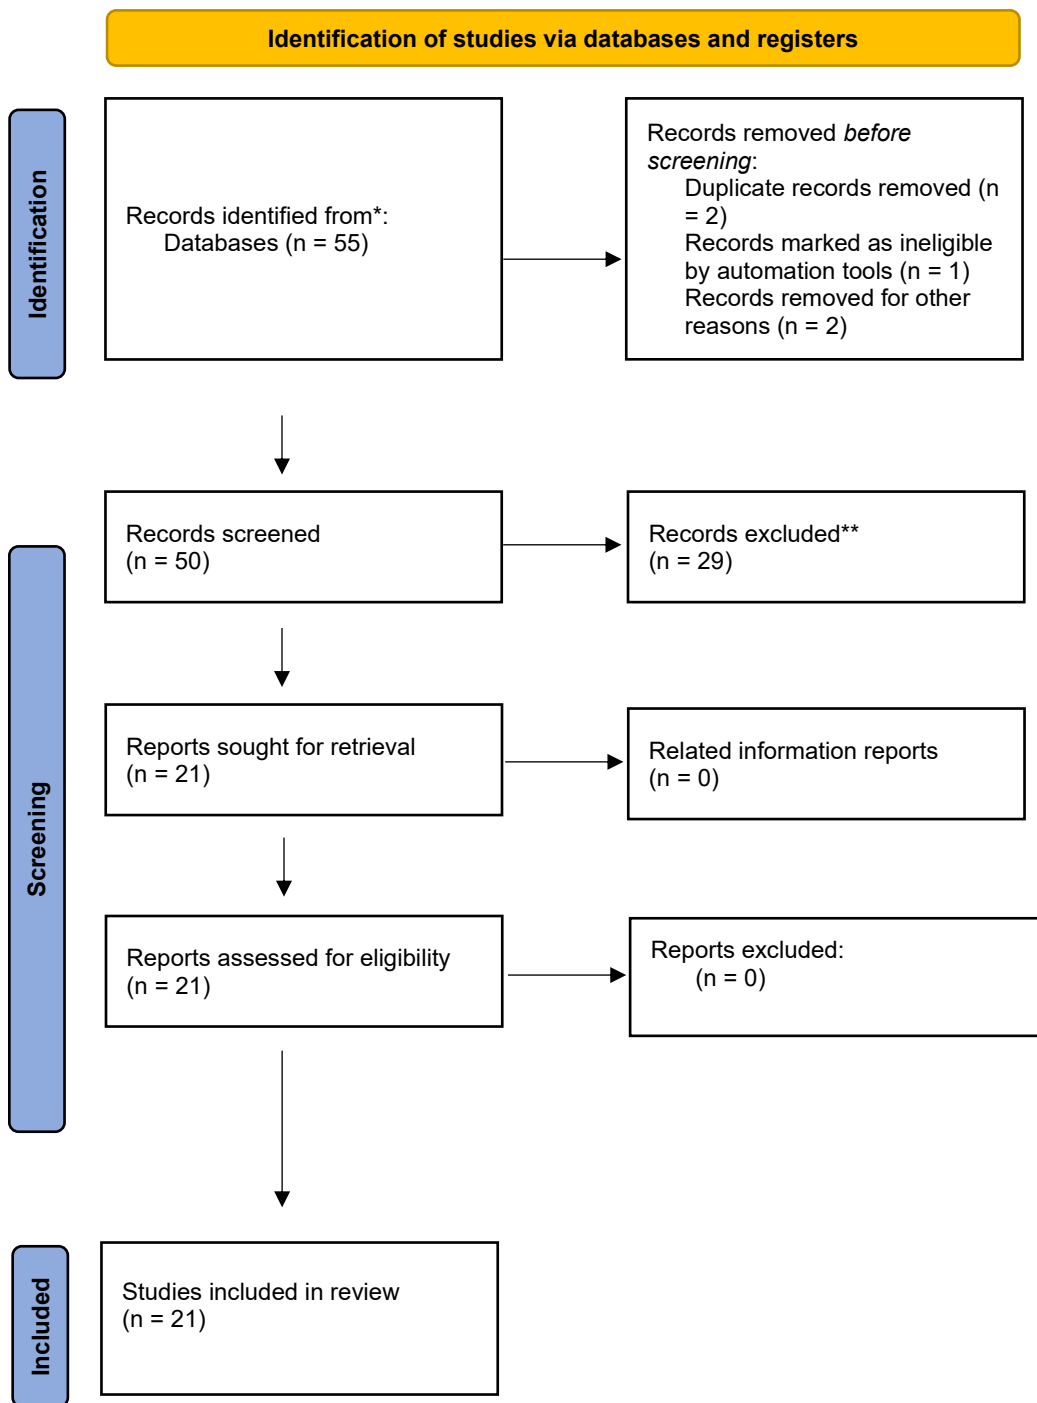 Identification of studies via databases and registers
Identification
Records identified from*:
Databases (n = 55)
Records removed before
screening:
Duplicate records removed (n
= 2)
Records marked as ineligible
by automation tools (n = 1)
Records removed for other
reasons (n = 2)
Screening
Records screened
(n = 50)
Records excluded**
(n = 29)
Reports sought for retrieval
(n = 21)
Related information reports
(n = 0)
Reports assessed for eligibility
(n = 21)
Reports excluded:
(n = 0)
Included
Studies included in review
(n = 21)